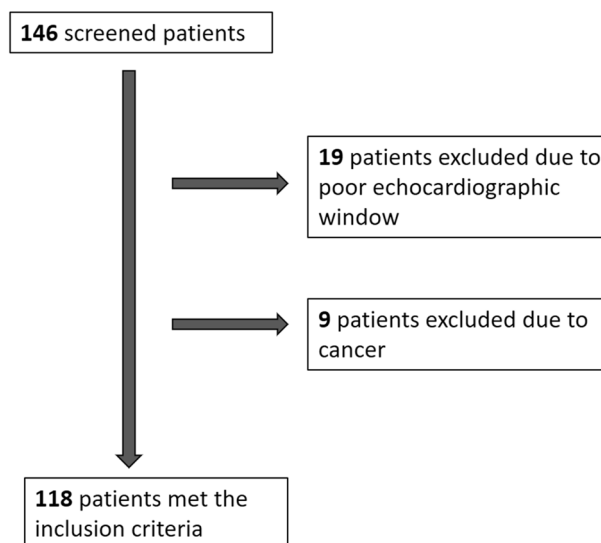 146 screened patients
19 patients excluded due to
poor echocardiographic
window
9 patients excluded due to
cancer
118 patients met the
inclusion criteria